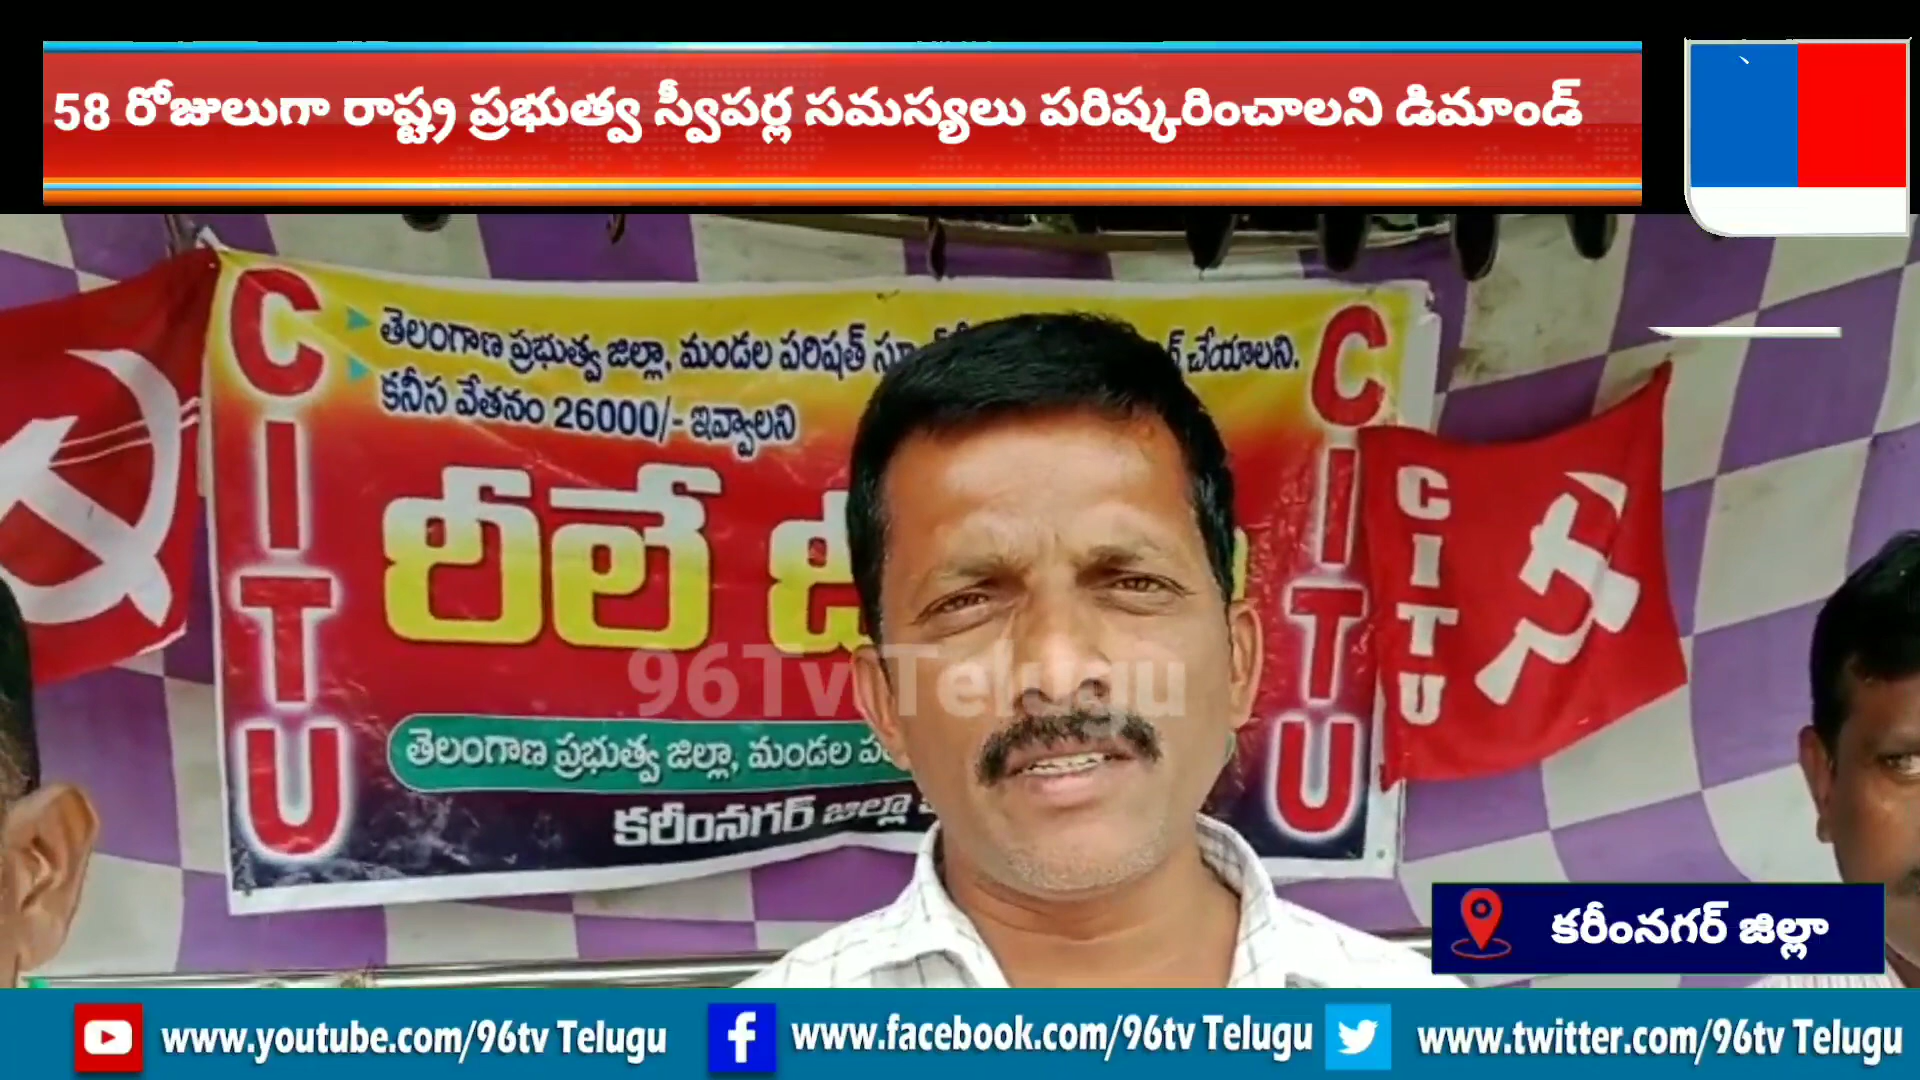 58 రోజులుగా రాష్ట్ర ప్రభుత్వ స్వీపర్ల సమస్యలు పరిష్కరించాలని డిమాండ్
CITU
తెలంగాణ ప్రభుత్వ జిల్లా, మండల పరిషత్ చేయాలని.
కనీస వేతనం 26000/- ఇవ్వాలని
రీలే
CITU
CITU
96Tv Telugu
తెలంగాణ ప్రభుత్వ జిల్లా, మండల
కరీంనగర్ జిల్లా
కరీంనగర్ జిల్లా
www.youtube.com/96tv Telugu
www.facebook.com/96tv Telugu
www.twitter.com/96tv Telugu